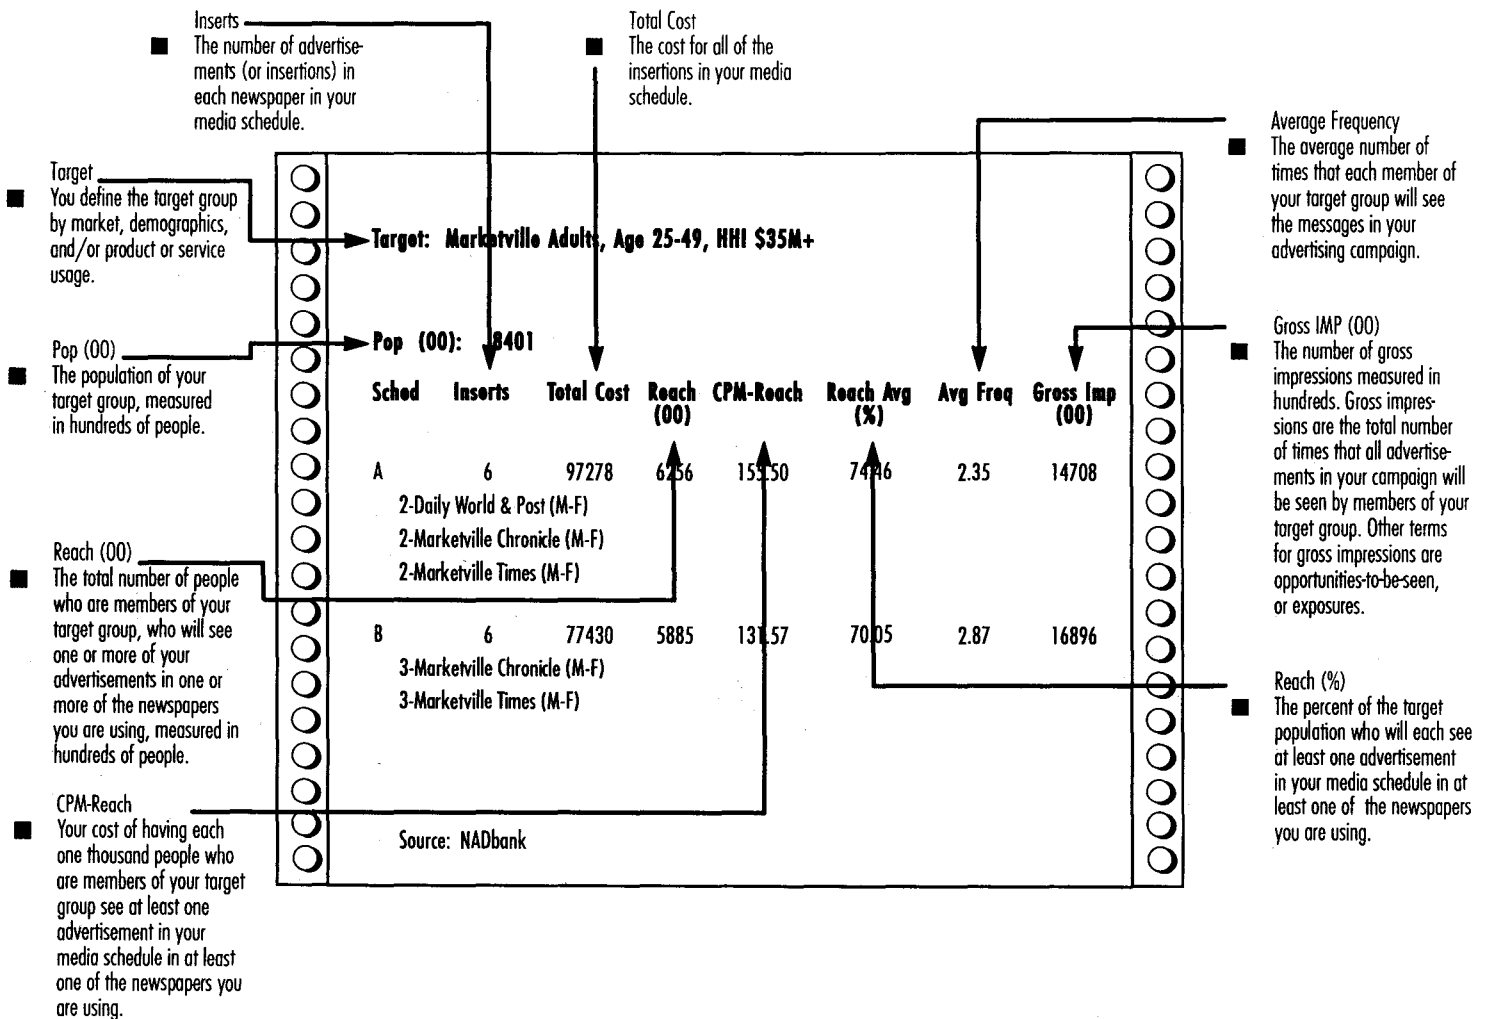 Inserts
The number of advertise-
ments (or insertions) in
each newspaper in your
media schedule.
Total Cost
The cost for all of the
insertions in your media
schedule.
Average Frequency
The average number of
times that each member of
your target group will see
the messages in your
advertising campaign.
Target
You define the target group
by market, demographics,
and/or product or service
usage.
Pop (00)
The population of your
target group, measured
in hundreds of people.
Reach (00)
The total number of people
who are members of your
target group, who will see
one or more of your
advertisements in one or
more of the newspapers
you are using, measured in
hundreds of people.
CPM-Reach
Your cost of having each
one thousand people who
are members of your target
group see at least one
advertisement in your
media schedule in at least
one of the newspapers you
are using.
Target: Marketville Adults, Age 25-49, HHI $35M+
Pop (00): 8401
Sched Inserts Total Cost Reach CPM-Reach Reach Avg Avg Freq Gross Imp
(00) (%) (00)
A 6 97278 6256 155.50 74.46 2.35 14708
2-Daily World & Post (M-F)
2-Marketville Chronicle (M-F)
2-Marketville Times (M-F)
B 6 77430 5885 131.57 70.05 2.87 16896
3-Marketville Chronicle (M-F)
3-Marketville Times (M-F)
Source: NADbank
Gross IMP (00)
The number of gross
impressions measured in
hundreds. Gross impres-
sions are the total number
of times that all advertise-
ments in your campaign will
be seen by members of your
target group. Other terms
for gross impressions are
opportunities-to-be-seen,
or exposures.
Reach (%)
The percent of the target
population who will each see
at least one advertisement
in your media schedule in at
least one of the newspapers
you are using.